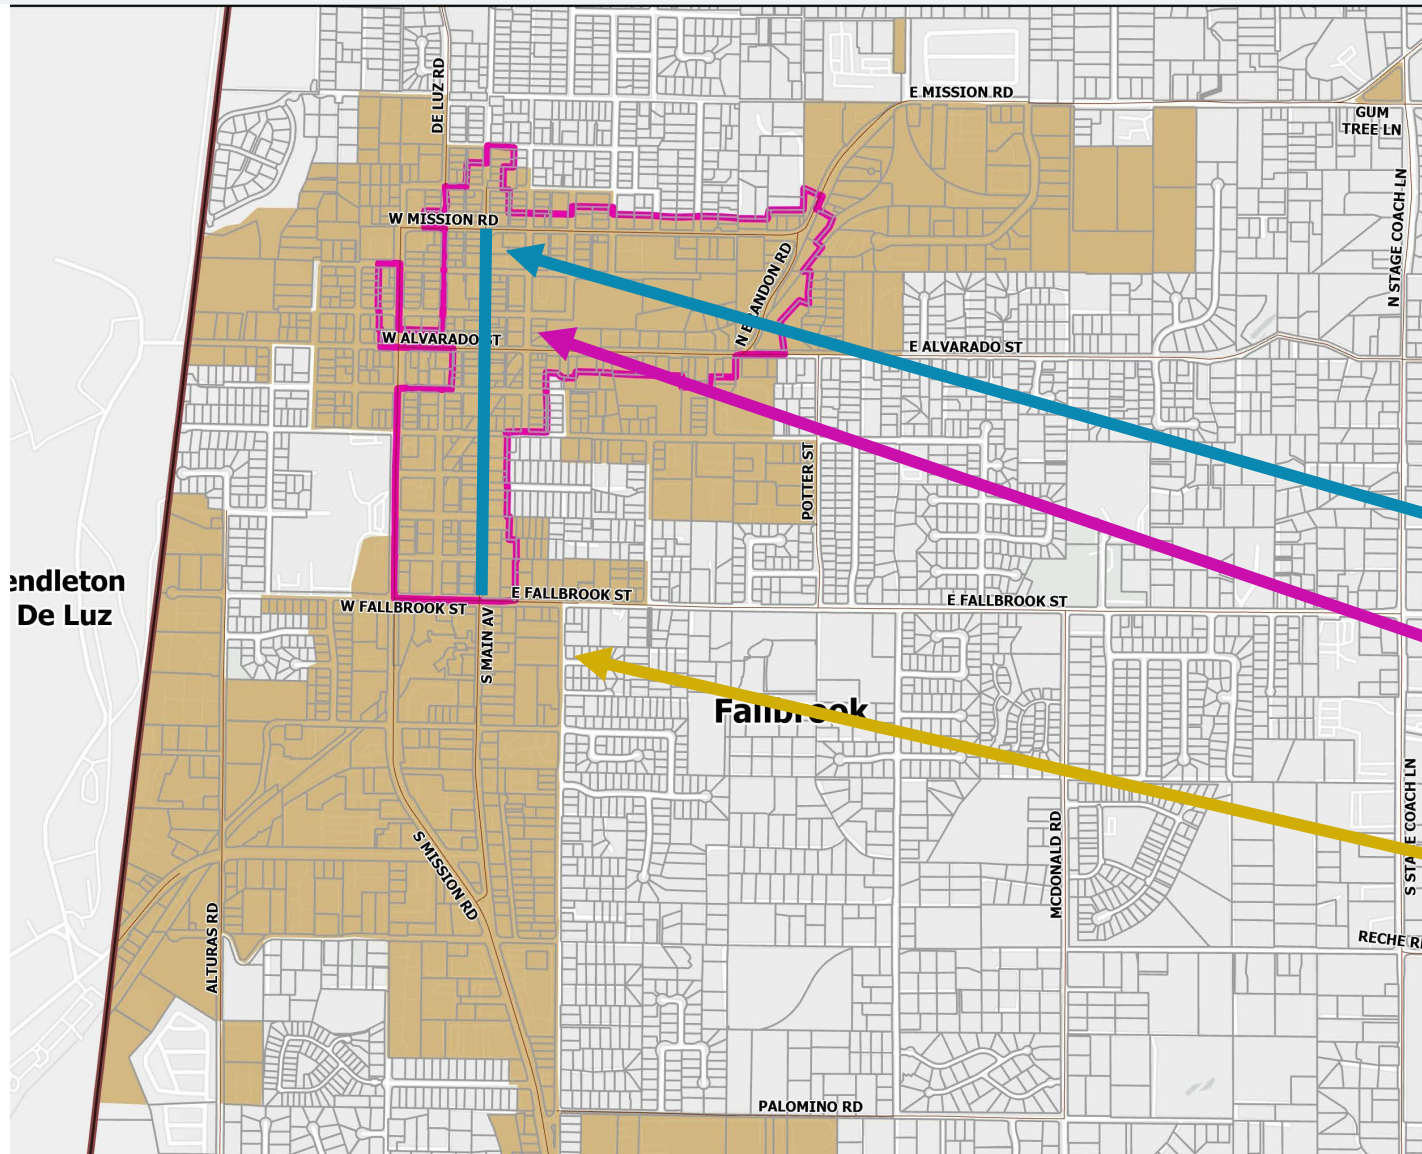 DE LUZ RD
E MISSION RD
GUM
TREE LN
N STAGE COACH LN
W MISSION RD
N BRANDON RD
W ALVARADO ST
E ALVARADO ST
POTTER ST
endleton
De Luz
W FALLBROOK ST
E FALLBROOK ST
E FALLBROOK ST
S MAIN AV
Fallbrook
S STAGE COACH LN
S MISSION RD
MCDONALD RD
ALTURAS RD
RECHE R
PALOMINO RD